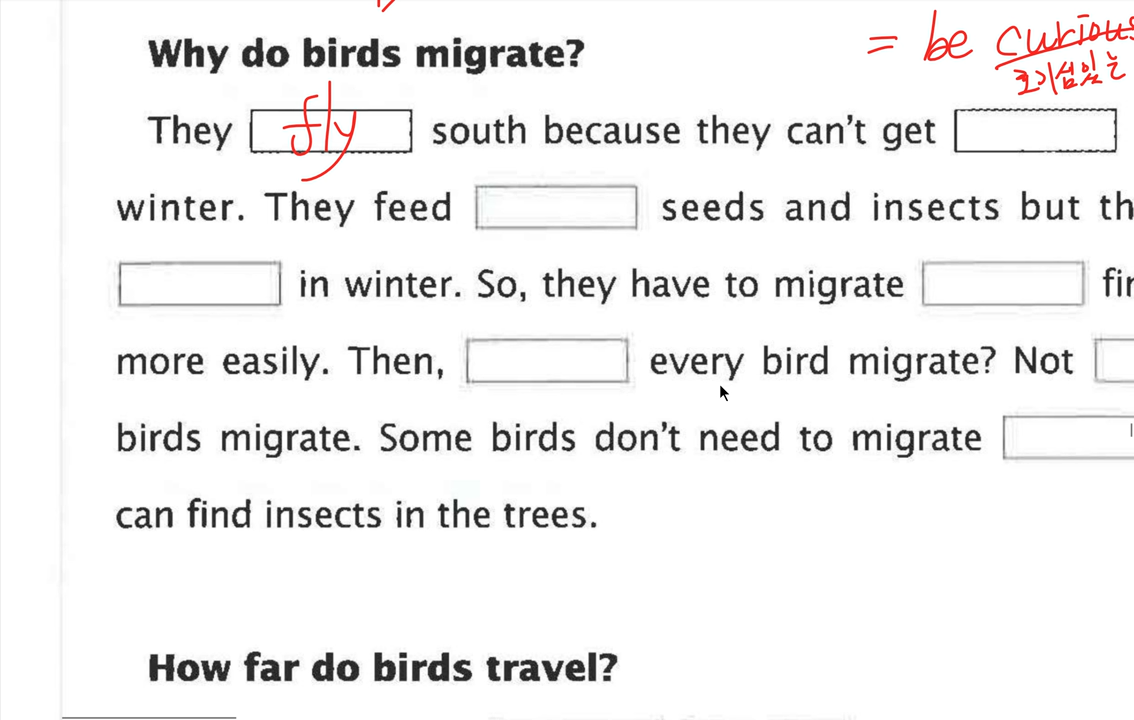 = be curious
호기심있는
Why do birds migrate?
They fly south because they can't get
winter. They feed seeds and insects but th
in winter. So, they have to migrate fin
more easily. Then, every bird migrate? Not
birds migrate. Some birds don't need to migrate
can find insects in the trees.
How far do birds travel?